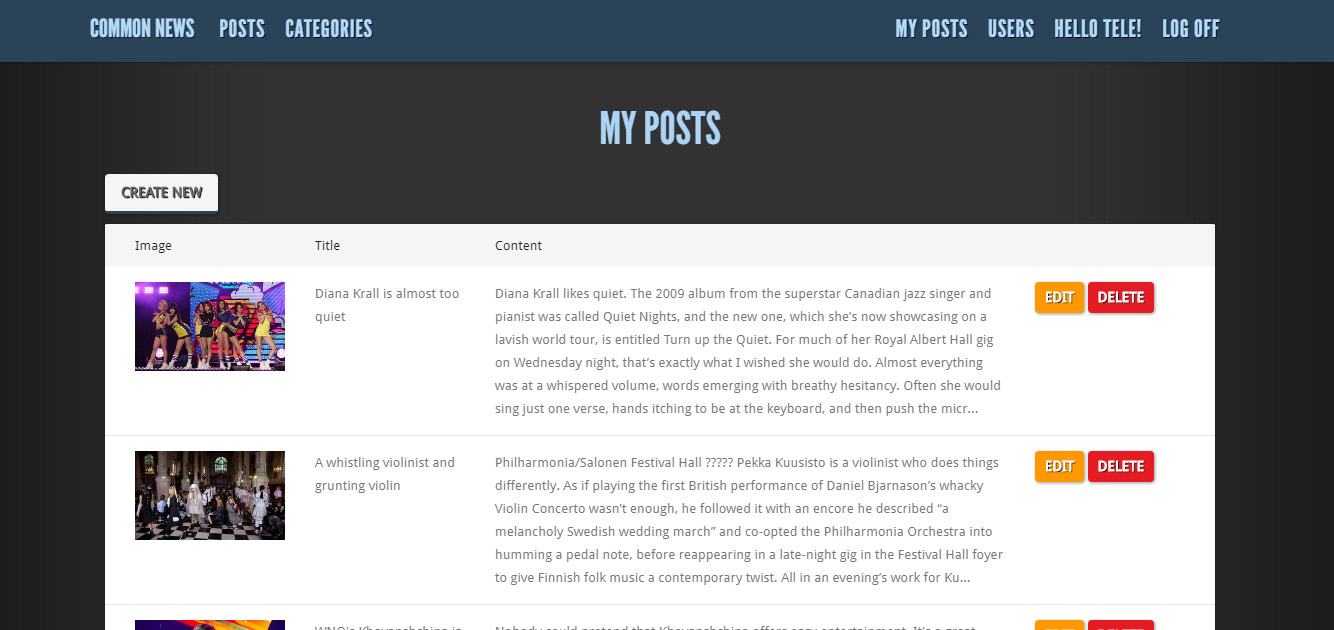 COMMON NEWS POSTS CATEGORIES MY POSTS USERS HELLO TELE! LOG OFF
MY POSTS
CREATE NEW
Image Title Content
Diana Krall is almost too
quiet
Diana Krall likes quiet. The 2009 album from the superstar Canadian jazz singer and
pianist was called Quiet Nights, and the new one, which she’s now showcasing on a
lavish world tour, is entitled Turn up the Quiet. For much of her Royal Albert Hall gig
on Wednesday night, that’s exactly what I wished she would do. Almost everything
was at a whispered volume, words emerging with breathy hesitancy. Often she would
sing just one verse, hands itching to be at the keyboard, and then push the micr...
EDIT DELETE
A whistling violinist and
grunting violin
Philharmonia/Salonen Festival Hall ????? Pekka Kuusisto is a violinist who does things
differently. As if playing the first British performance of Daniel Bjarnason’s whacky
Violin Concerto wasn’t enough, he followed it with an encore he described “a
melancholy Swedish wedding march” and co-opted the Philharmonia Orchestra into
humming a pedal note, before reappearing in a late-night gig in the Festival Hall foyer
to give Finnish folk music a contemporary twist. All in an evening’s work for Ku...
EDIT DELETE
EDIT DELETE